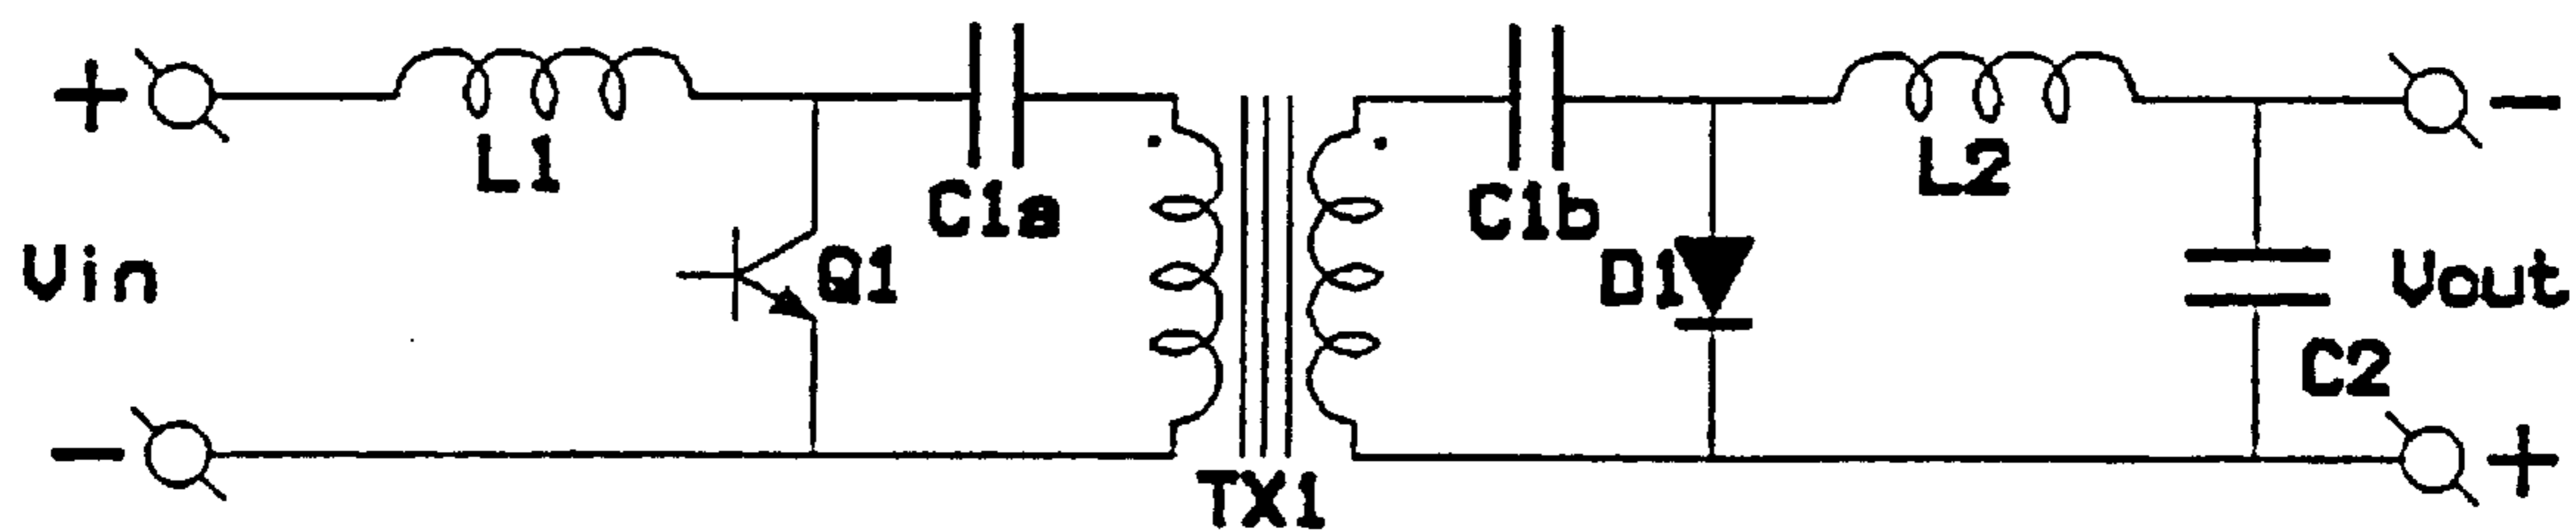 + -
L1 L2
C1a C1b
Vin Q1 D1 Vout
C2
- +
TX1